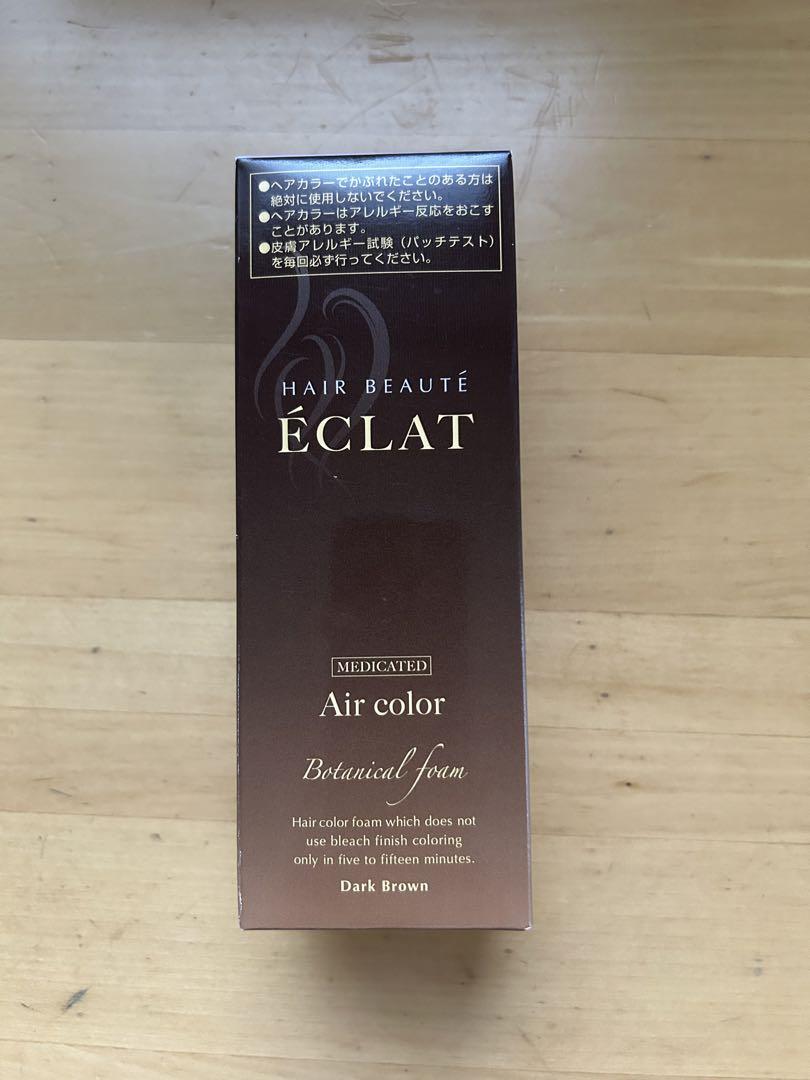 ●ヘアカラーでかぶれたことのある方は
絶対に使用しないでください。
●ヘアカラーはアレルギー反応をおこす
ことがあります。
●皮膚アレルギー試験（パッチテスト）
を毎回必ず行ってください。
HAIR BEAUTÉ
ÉCLAT
MEDICATED
Air color
Botanical foam
Hair color foam which does not
use bleach finish coloring
only in five to fifteen minutes.
Dark Brown